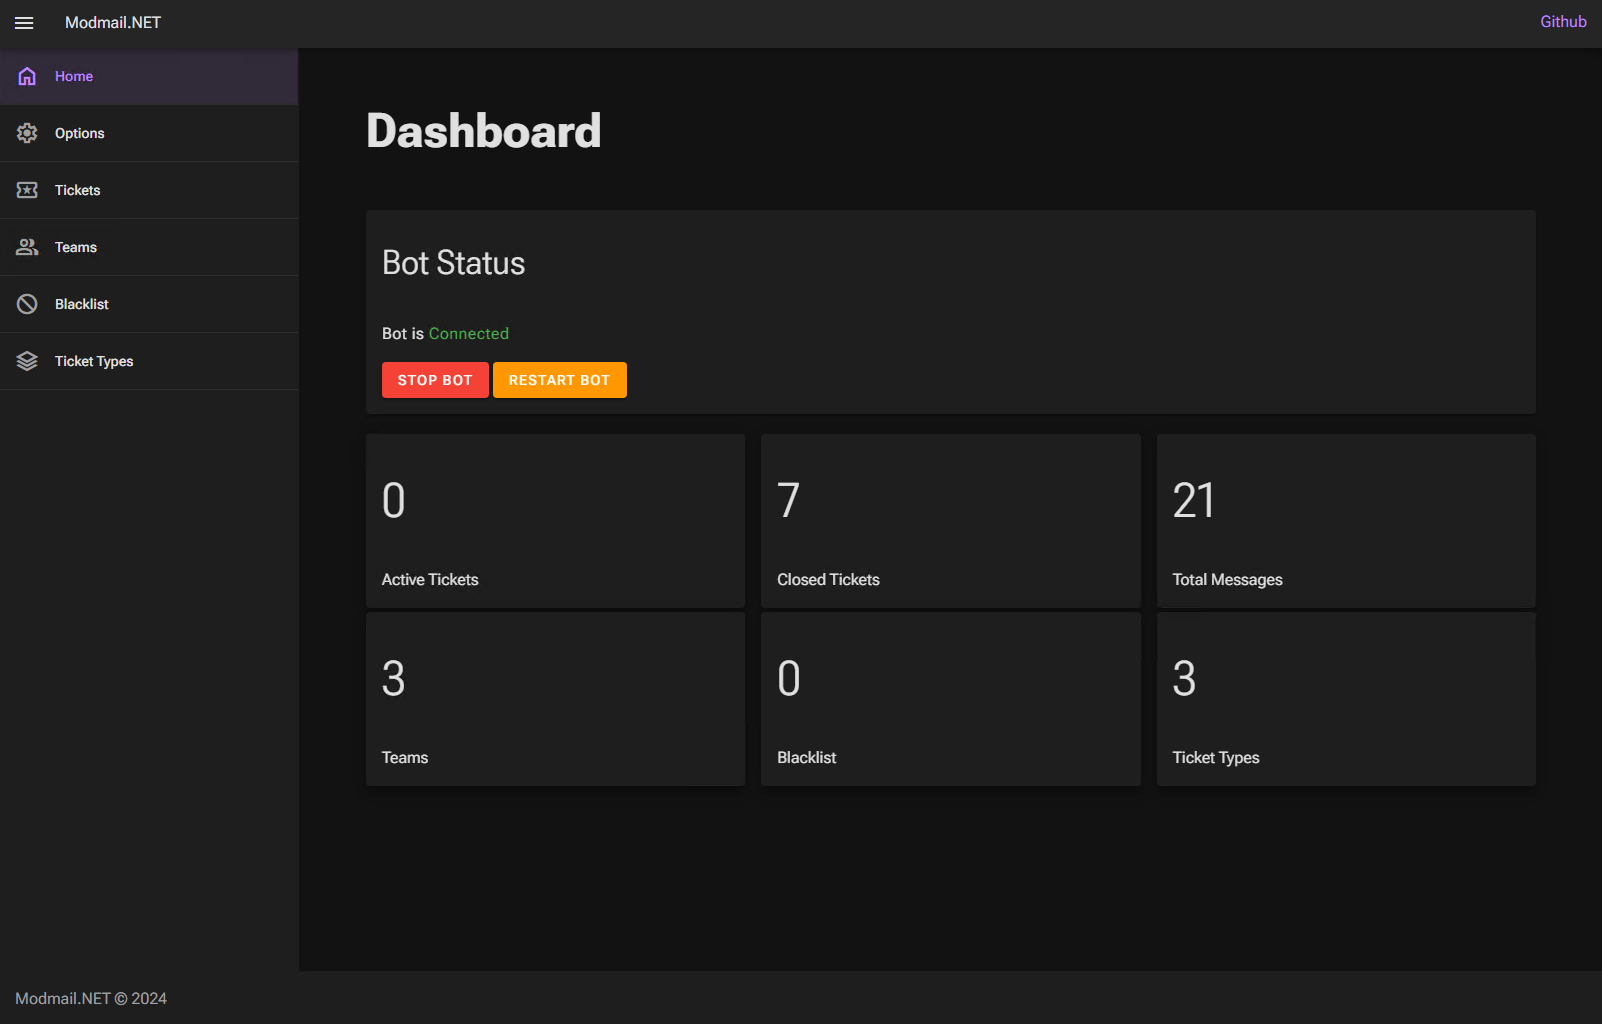 Modmail.NET
Github
Home
Options
Tickets
Teams
Blacklist
Ticket Types
Dashboard
Bot Status
Bot is Connected
STOP BOT
RESTART BOT
0
Active Tickets
7
Closed Tickets
21
Total Messages
3
Teams
0
Blacklist
3
Ticket Types
Modmail.NET © 2024